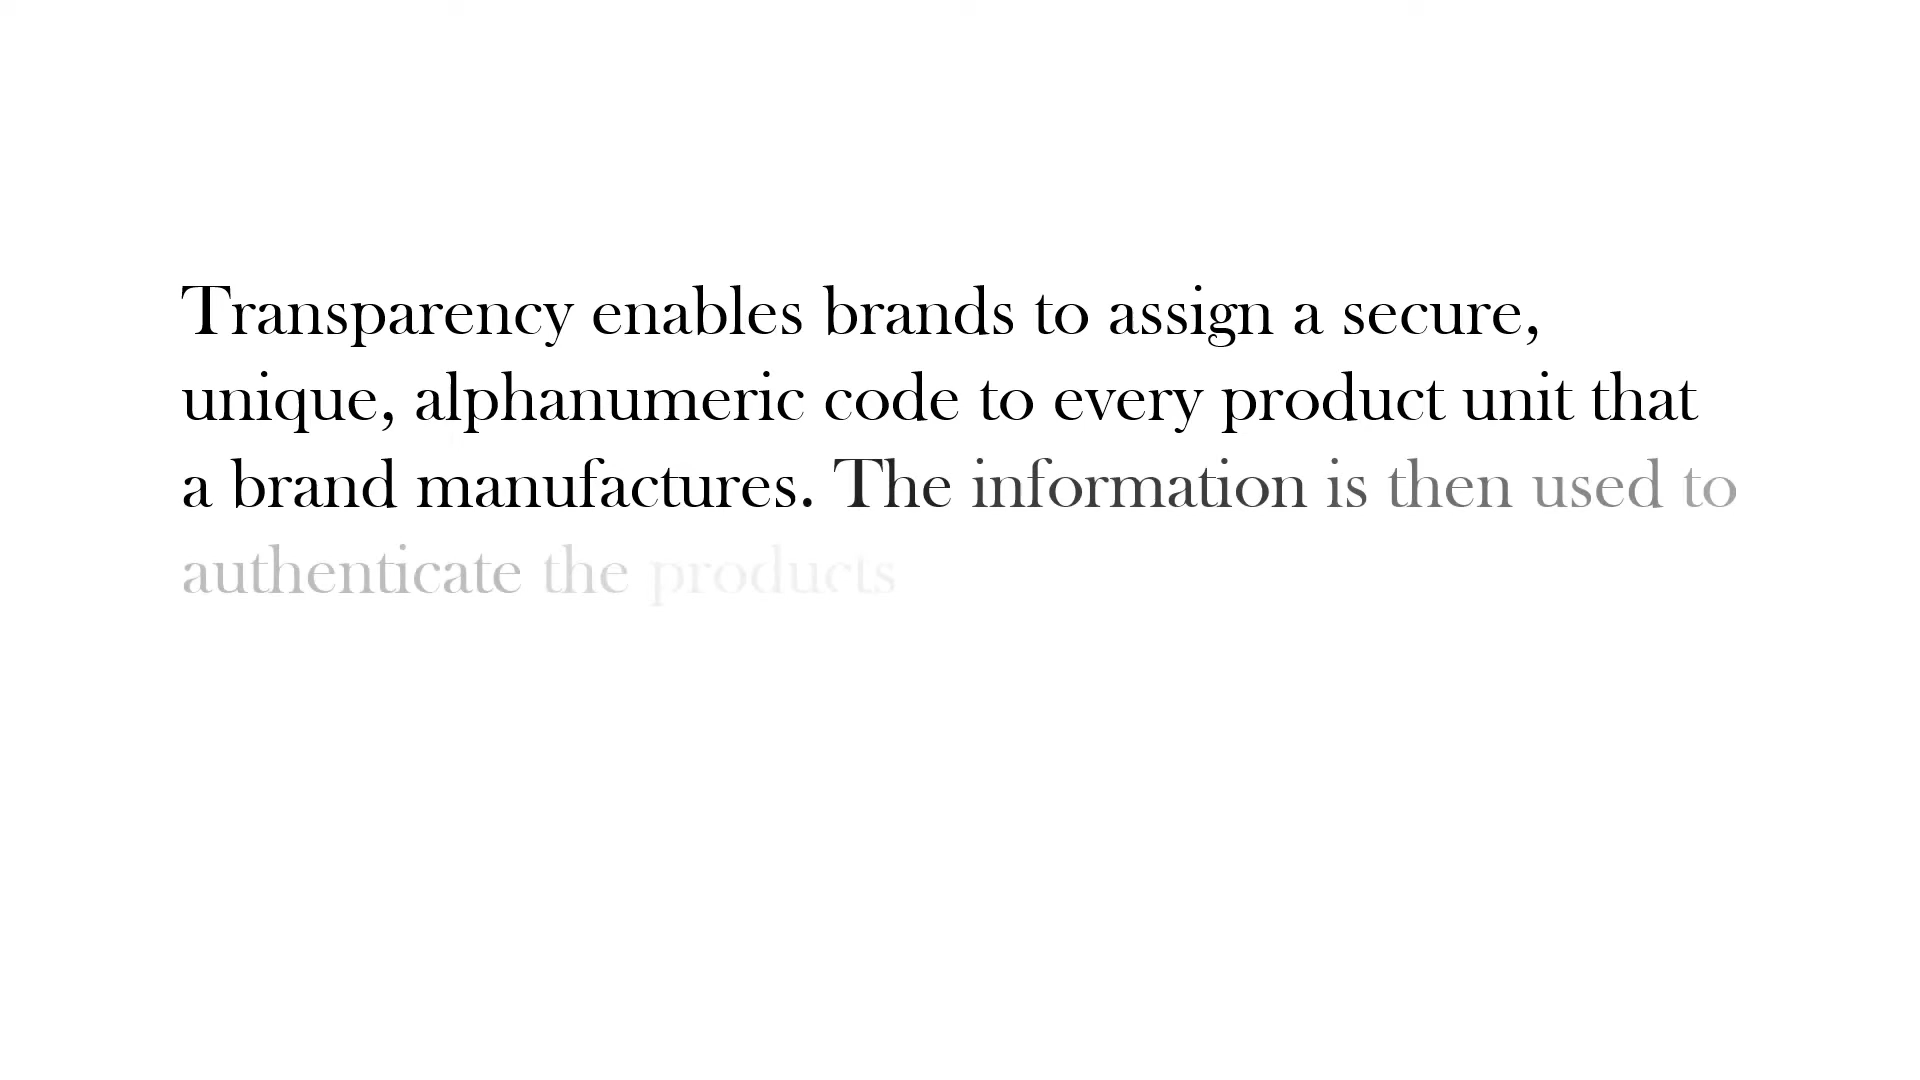 Transparency enables brands to assign a secure,
unique, alphanumeric code to every product unit that
a brand manufactures. The information is then used to
authenticate the products